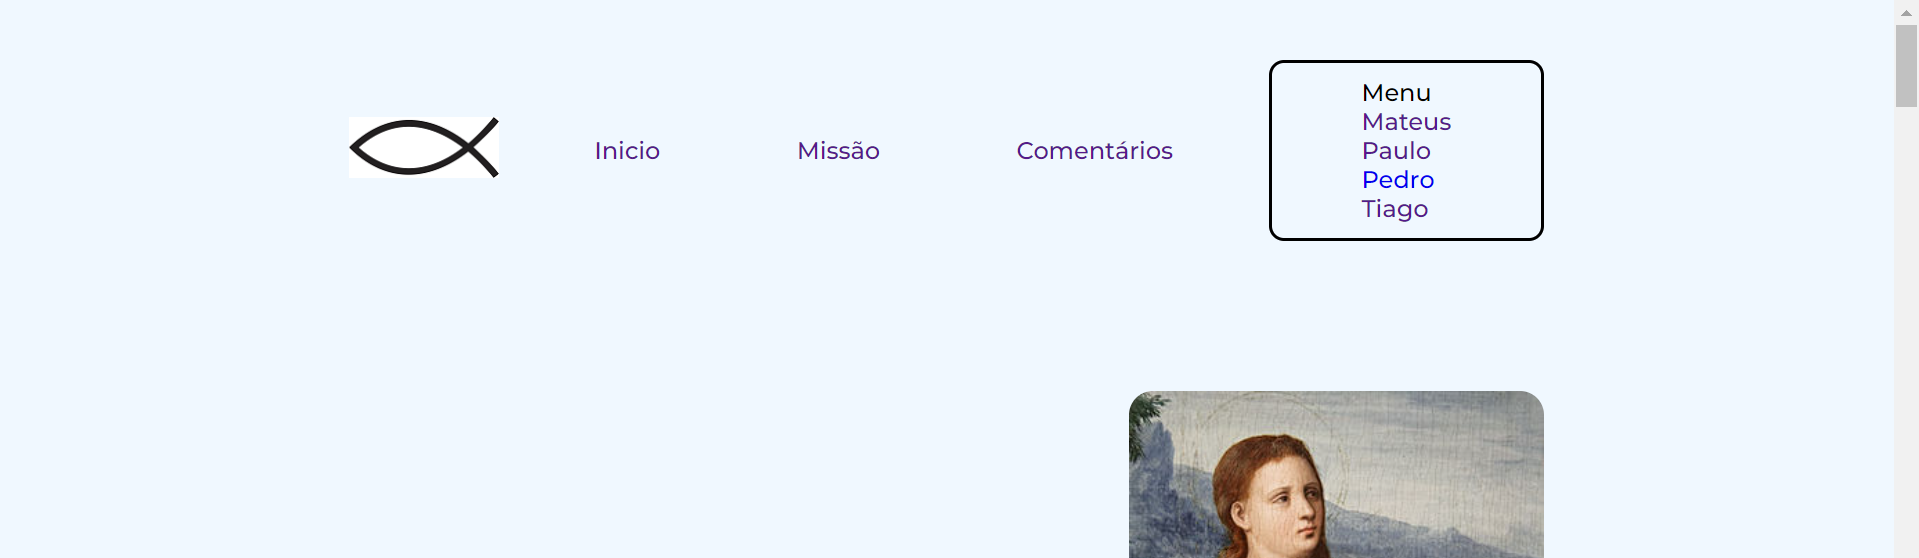 Inicio
Missão
Comentários
Menu
Mateus
Paulo
Pedro
Tiago